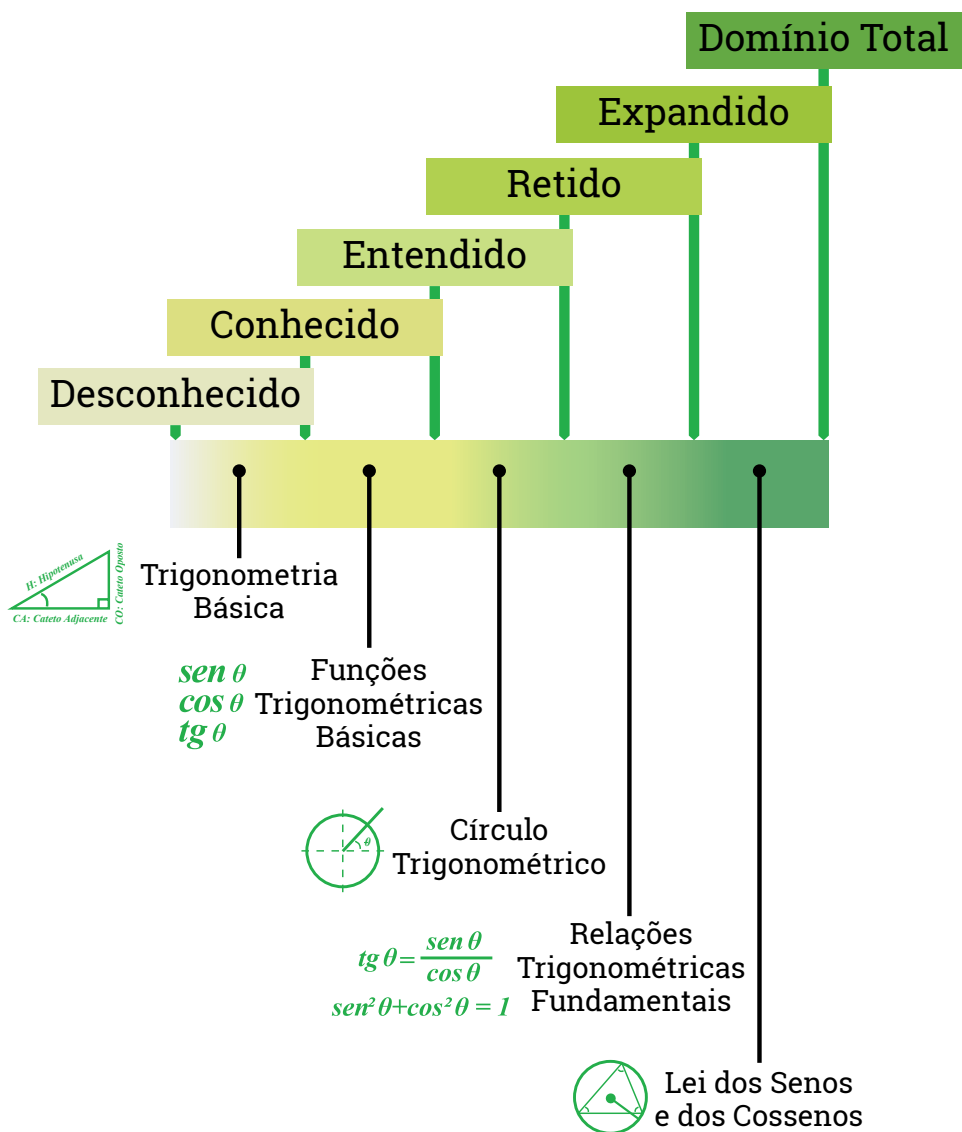 Domínio Total
Expandido
Retido
Entendido
Conhecido
Desconhecido
H: Hipotenusa
CO: Cateto Oposto
CA: Cateto Adjacente
Trigonometria
Básica
sen θ
cos θ
tg θ
Funções
Trigonométricas
Básicas
θ
Círculo
Trigonométrico
tg θ = sen θ / cos θ
sen² θ+cos² θ = 1
Relações
Trigonométricas
Fundamentais
Lei dos Senos
e dos Cossenos